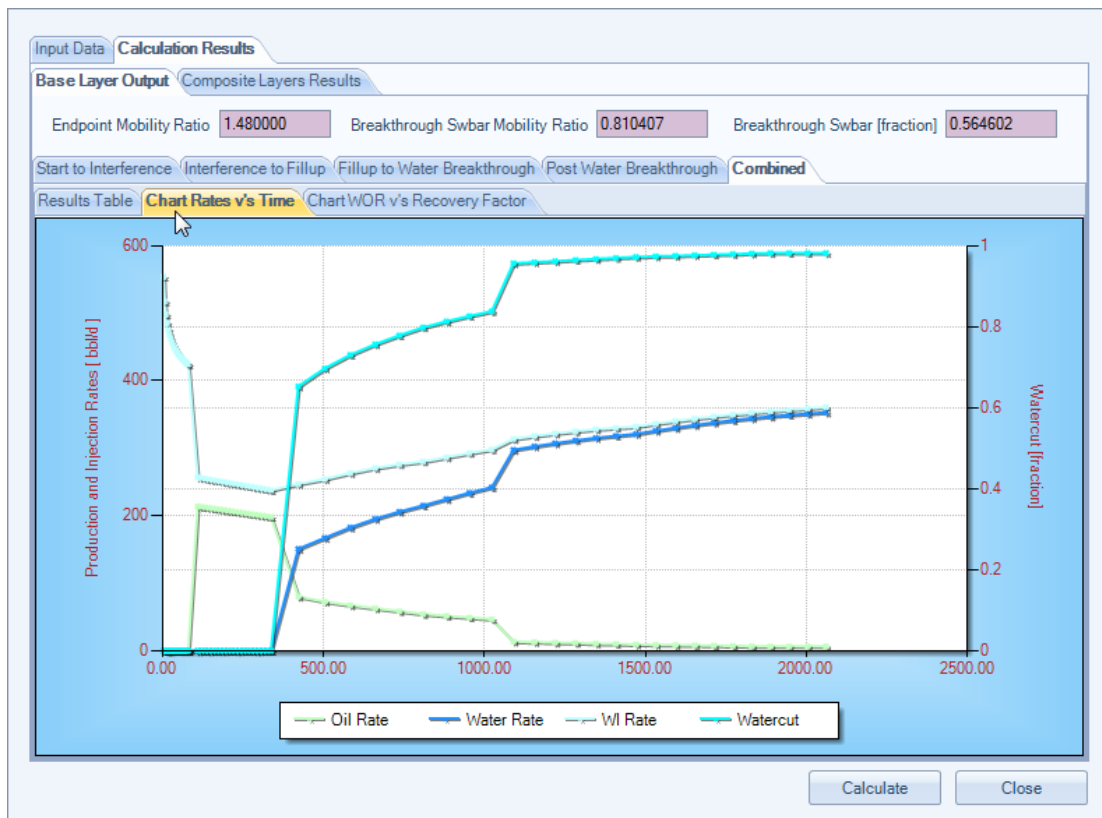 Input Data Calculation Results
Base Layer Output Composite Layers Results
Endpoint Mobility Ratio 1.480000 Breakthrough Swbar Mobility Ratio 0.810407 Breakthrough Swbar [fraction] 0.564602
Start to Interference Interference to Fillup Fillup to Water Breakthrough Post Water Breakthrough Combined
Results Table Chart Rates v's Time Chart WOR v's Recovery Factor
Production and Injection Rates [ bbl/d ]
600
400
200
0
1
0.8
0.6
0.4
0.2
0
Watercut [fraction]
0.00 500.00 1000.00 1500.00 2000.00 2500.00
Oil Rate Water Rate WI Rate Watercut
Calculate Close